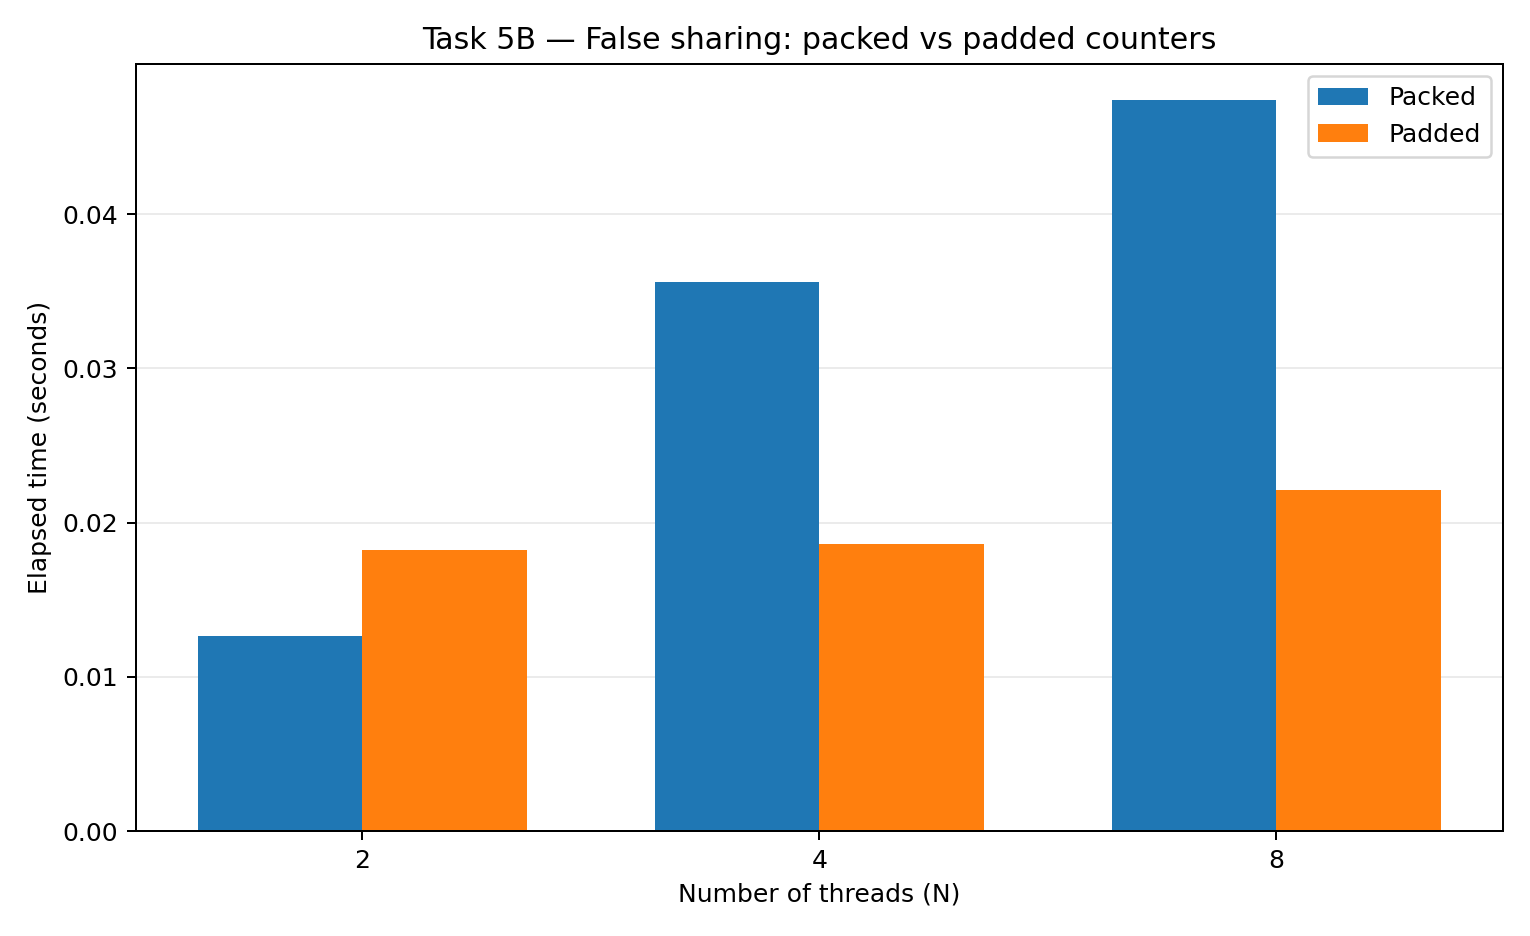 Task 5B — False sharing: packed vs padded counters
Packed
Padded
Elapsed time (seconds)
0.04
0.03
0.02
0.01
0.00
2 4 8
Number of threads (N)